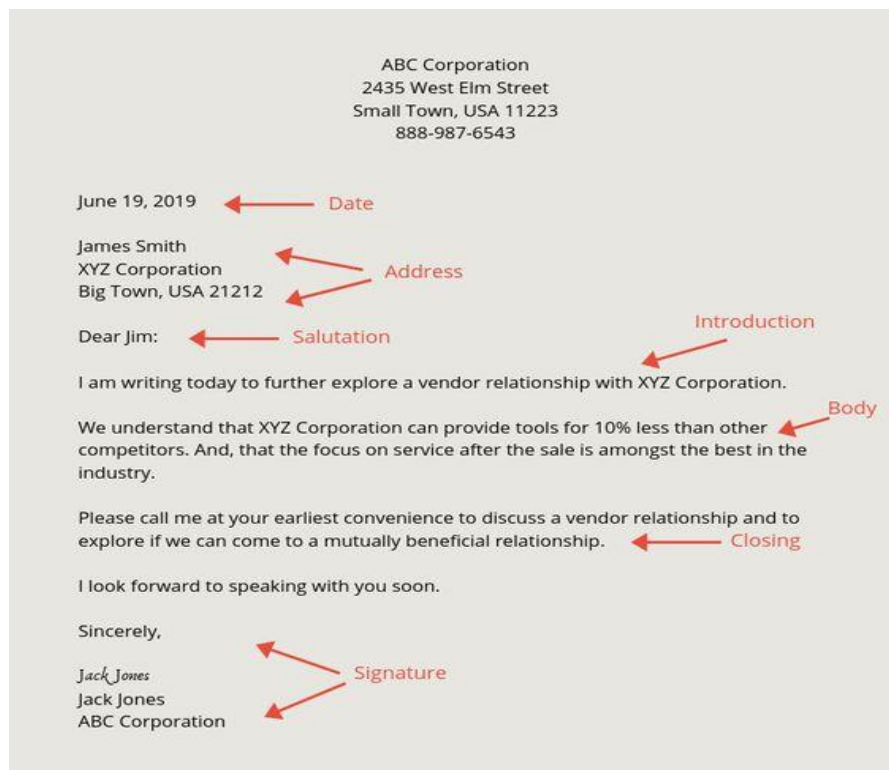 ABC Corporation
2435 West Elm Street
Small Town, USA 11223
888-987-6543
June 19, 2019
Date
James Smith
XYZ Corporation
Address
Big Town, USA 21212
Dear Jim:
Salutation
Introduction
I am writing today to further explore a vendor relationship with XYZ Corporation.
Body
We understand that XYZ Corporation can provide tools for 10% less than other
competitors. And, that the focus on service after the sale is amongst the best in the
industry.
Please call me at your earliest convenience to discuss a vendor relationship and to
explore if we can come to a mutually beneficial relationship.
Closing
I look forward to speaking with you soon.
Sincerely,
Jack Jones
Signature
Jack Jones
ABC Corporation